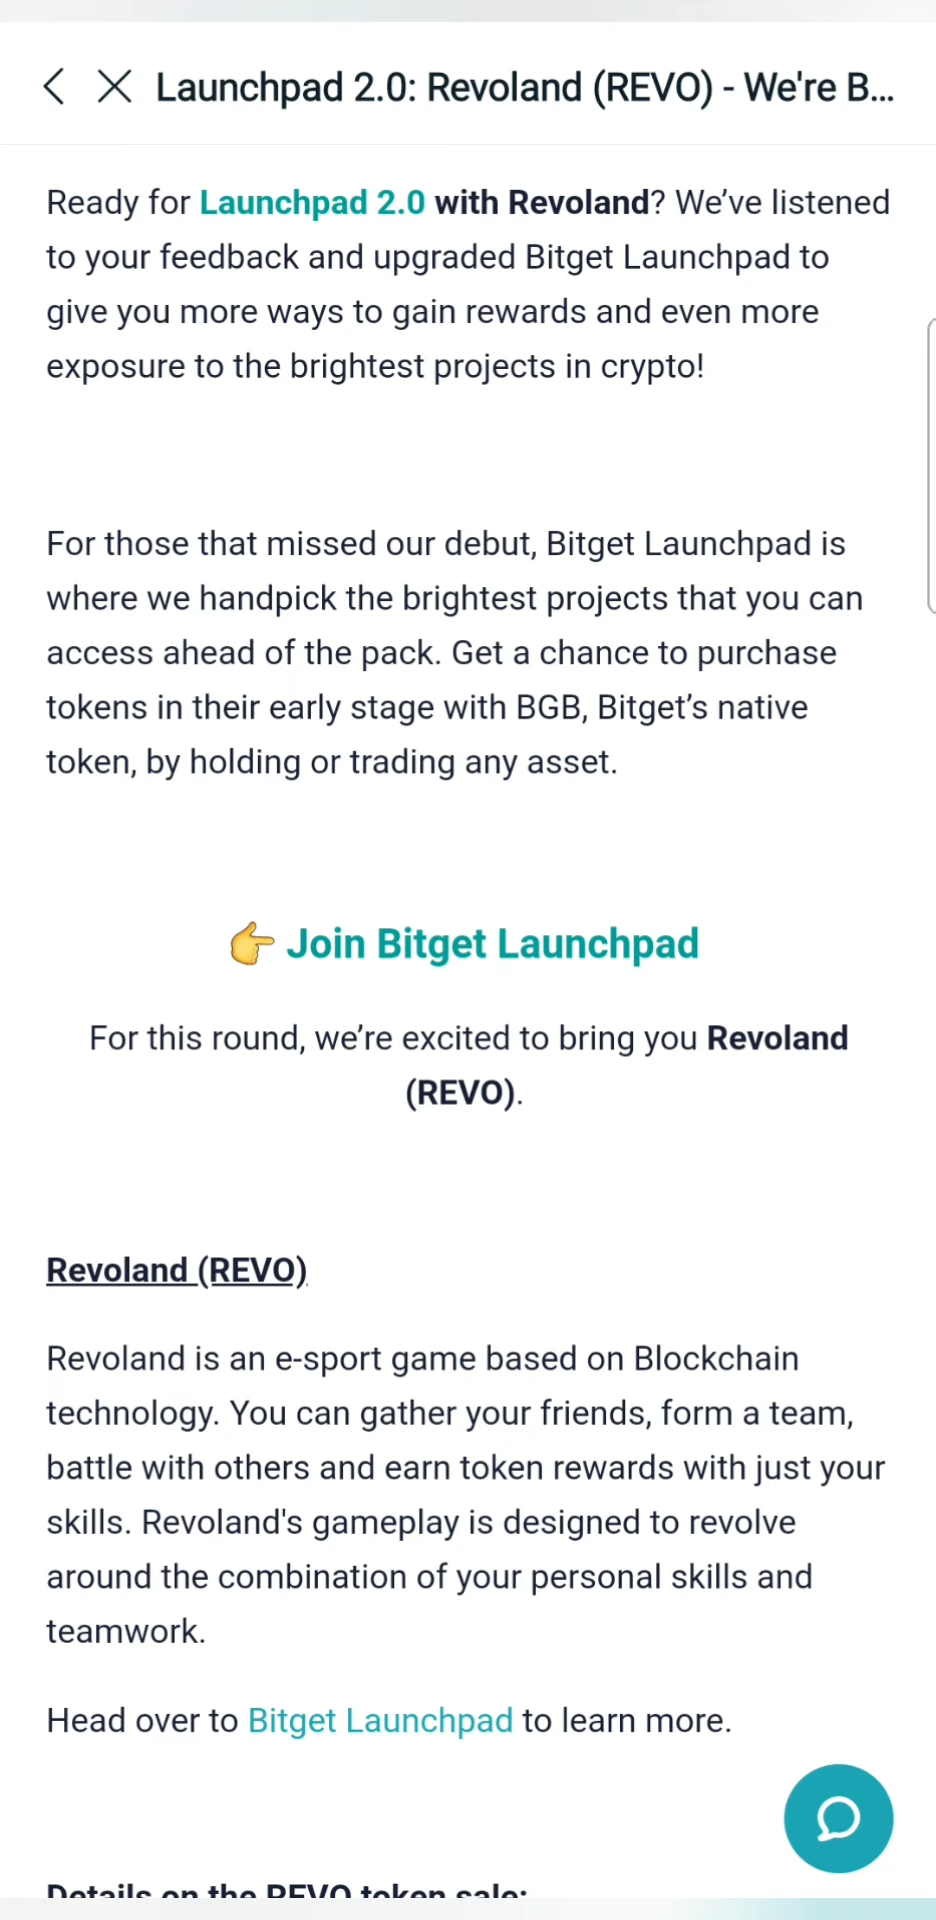 Launchpad 2.0: Revoland (REVO) - We're B...
Ready for Launchpad 2.0 with Revoland? We’ve listened
to your feedback and upgraded Bitget Launchpad to
give you more ways to gain rewards and even more
exposure to the brightest projects in crypto!
For those that missed our debut, Bitget Launchpad is
where we handpick the brightest projects that you can
access ahead of the pack. Get a chance to purchase
tokens in their early stage with BGB, Bitget’s native
token, by holding or trading any asset.
👉 Join Bitget Launchpad
For this round, we’re excited to bring you Revoland
(REVO).
Revoland (REVO)
Revoland is an e-sport game based on Blockchain
technology. You can gather your friends, form a team,
battle with others and earn token rewards with just your
skills. Revoland's gameplay is designed to revolve
around the combination of your personal skills and
teamwork.
Head over to Bitget Launchpad to learn more.
Details on the REVO token sale: